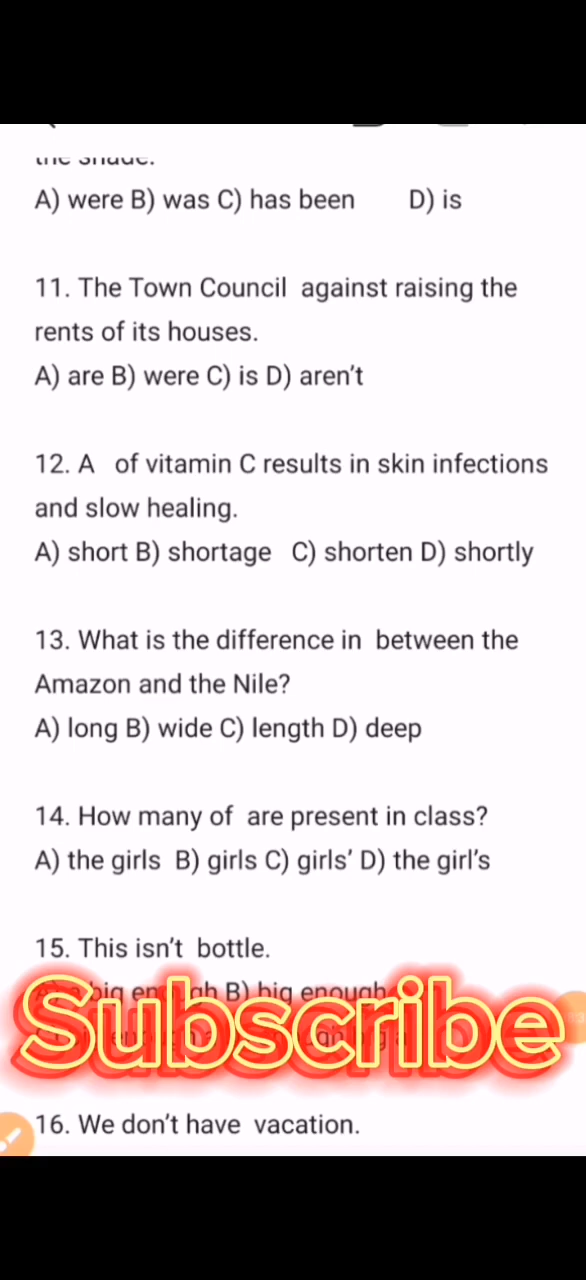 the shade.
A) were B) was C) has been D) is
11. The Town Council against raising the
rents of its houses.
A) are B) were C) is D) aren't
12. A of vitamin C results in skin infections
and slow healing.
A) short B) shortage C) shorten D) shortly
13. What is the difference in between the
Amazon and the Nile?
A) long B) wide C) length D) deep
14. How many of are present in class?
A) the girls B) girls C) girls' D) the girl's
15. This isn't bottle.
big B) big enough
Subscribe
16. We don't have vacation.